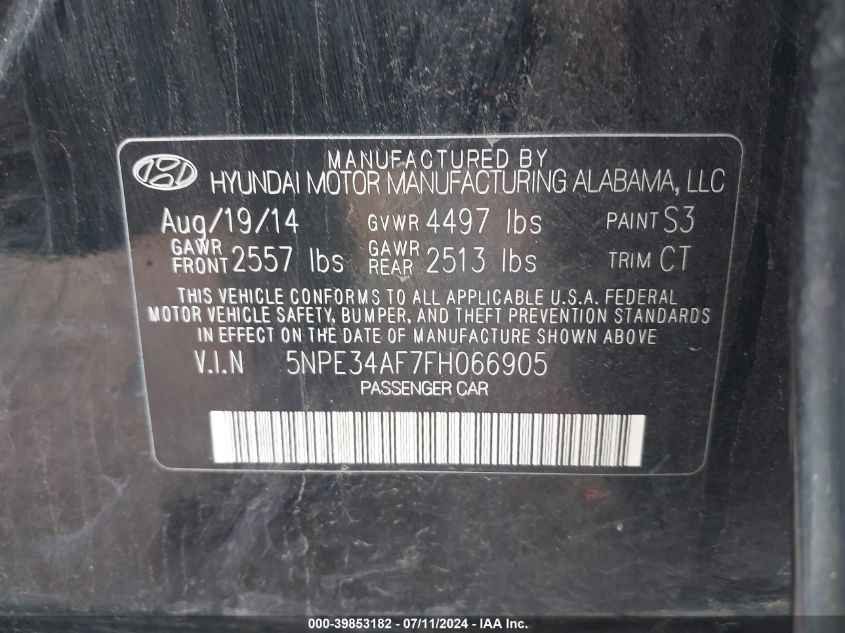 MANUFACTURED BY
HYUNDAI MOTOR MANUFACTURING ALABAMA, LLC
Aug/19/14 GVWR 4497 lbs PAINT S3
GAWR FRONT 2557 lbs GAWR REAR 2513 lbs TRIM CT
THIS VEHICLE CONFORMS TO ALL APPLICABLE U.S.A. FEDERAL
MOTOR VEHICLE SAFETY, BUMPER, AND THEFT PREVENTION STANDARDS
IN EFFECT ON THE DATE OF MANUFACTURE SHOWN ABOVE
V.I.N 5NPE34AF7FH066905
PASSENGER CAR
000-39853182 - 07/11/2024 - IAA Inc.